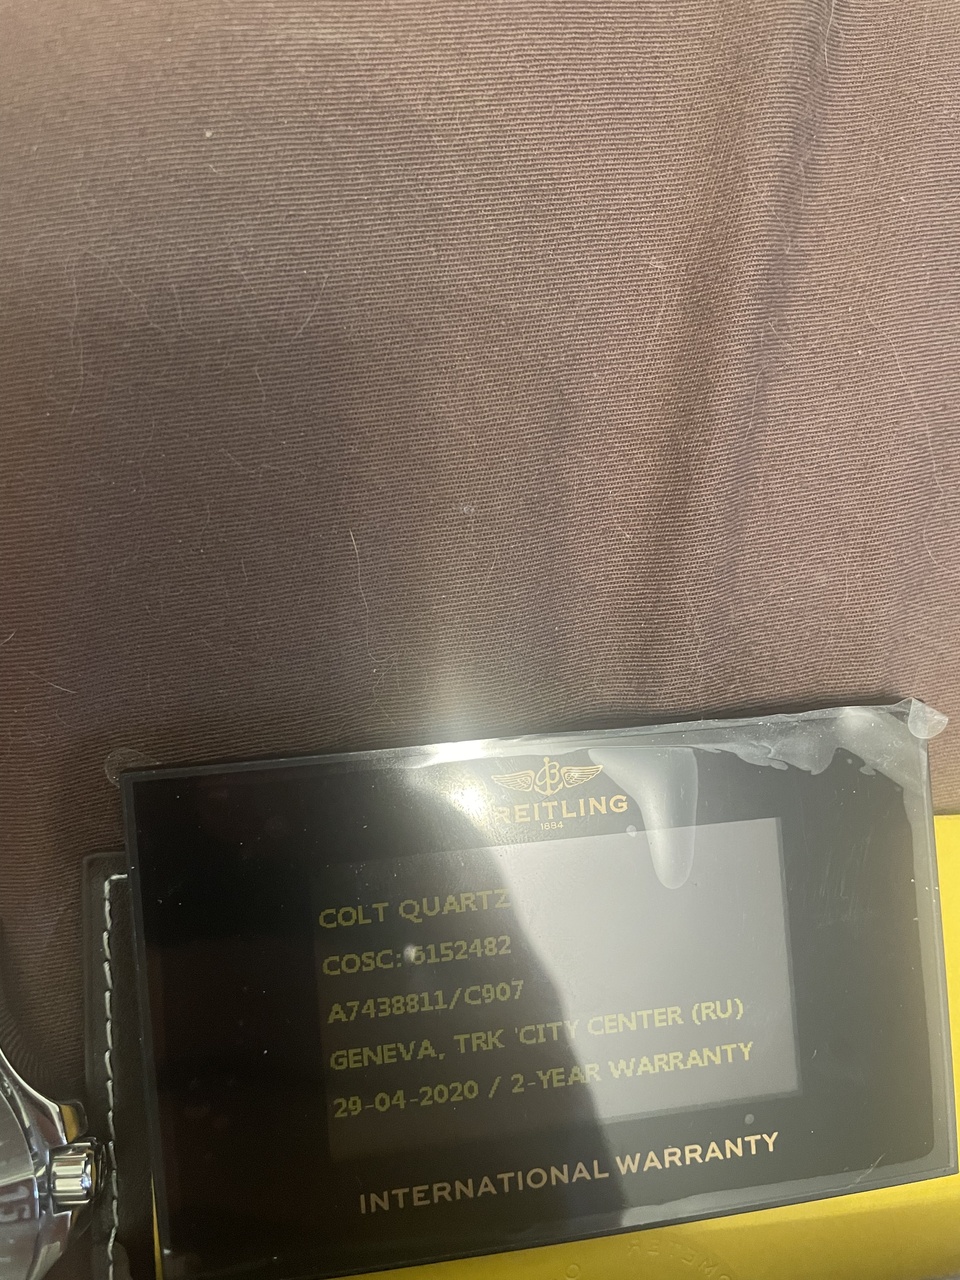 BREITLING
1884
COLT QUARTZ
COSC: 6152482
A7438811/C907
GENEVA, TRK 'CITY CENTER (RU)
29-04-2020 / 2-YEAR WARRANTY
INTERNATIONAL WARRANTY
15